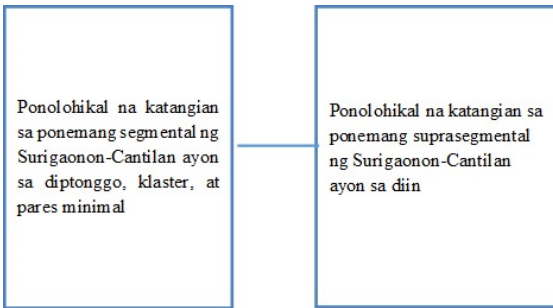 Ponolohikal na katangian
sa ponemang segmental ng
Surigaonon-Cantilan ayon
sa diptonggo, klaster, at
pares minimal
Ponolohikal na katangian sa
ponemang suprasegmental
ng Surigaonon-Cantilan
ayon sa diin